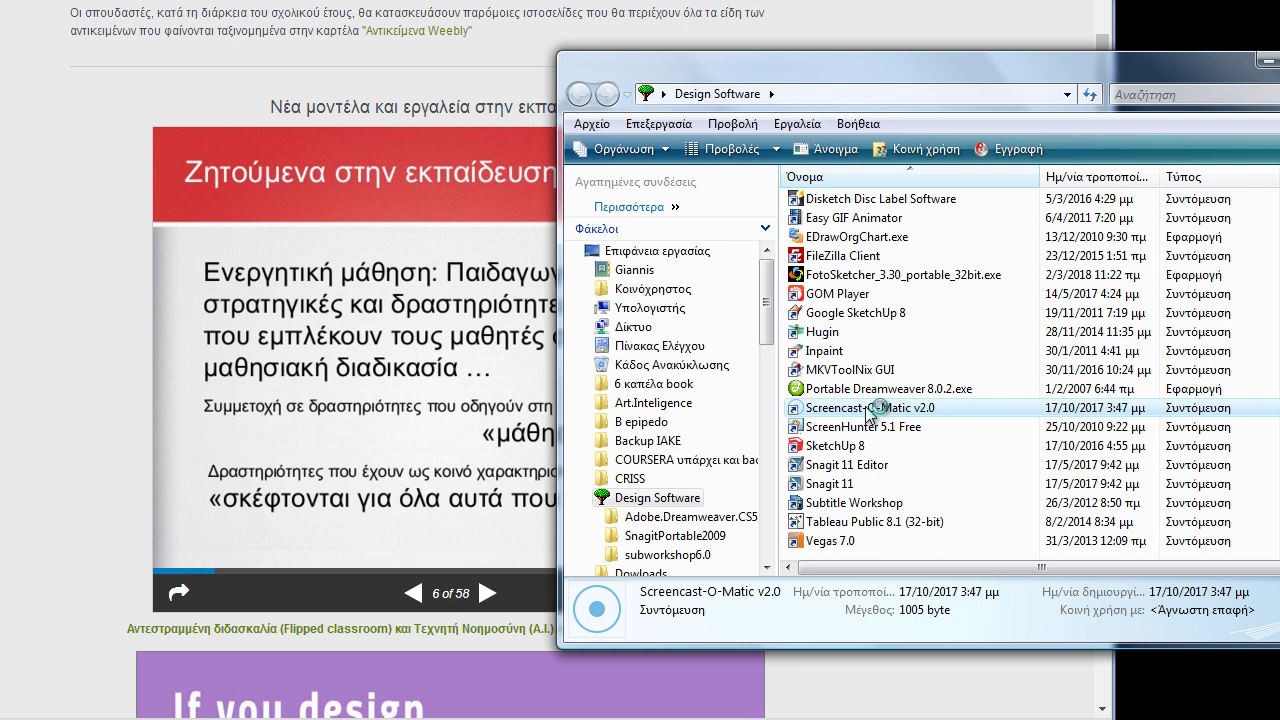 Οι σπουδαστές, κατά τη διάρκεια του σχολικού έτους, θα κατασκευάσουν παρόμοιες ιστοσελίδες που θα περιέχουν όλα τα είδη των
αντικειμένων που φαίνονται ταξινομημένα στην καρτέλα "Αντικείμενα Weebly"
Νέα μοντέλα και εργαλεία στην εκπα
Ζητούμενα στην εκπαίδευση
Ενεργητική μάθηση: Παιδαγων
στρατηγικές και δραστηριότητε
που εμπλέκουν τους μαθητές
μαθησιακή διαδικασία …
Συμμετοχή σε δραστηριότητες που οδηγούν στη
«μάθη
Δραστηριότητες που έχουν ως κοινό χαρακτηρισ
«σκέφτονται για όλα αυτά που
6 of 58
Αντεστραμμένη διδασκαλία (Flipped classroom) και Τεχνητή Νοημοσύνη (A.I.)
If you design
Design Software
Αναζήτηση
Αρχείο Επεξεργασία Προβολή Εργαλεία Βοήθεια
Οργάνωση Προβολές Άνοιγμα Κοινή χρήση Εγγραφή
Αγαπημένες συνδέσεις
Περισσότερα »
Φάκελοι
Επιφάνεια εργασίας
Giannis
Κοινόχρηστος
Υπολογιστής
Δίκτυο
Πίνακας Ελέγχου
Κάδος Ανακύκλωσης
6 καπέλα book
Art.Inteligence
B epipedo
Backup IAKE
COURSERA υπάρχει και bac
CRISS
Design Software
Adobe.Dreamweaver.CS5
SnagitPortable2009
subworkshop6.0
Dowloads
Όνομα Ημ/νία τροποποί... Τύπος
Disketch Disc Label Software 5/3/2016 4:29 μμ Συντόμευση
Easy GIF Animator 6/4/2011 7:20 μμ Συντόμευση
EDrawOrgChart.exe 13/12/2010 9:30 πμ Εφαρμογή
FileZilla Client 23/12/2015 1:51 πμ Συντόμευση
FotoSketcher_3.30_portable_32bit.exe 2/3/2018 11:22 πμ Εφαρμογή
GOM Player 14/5/2017 4:24 μμ Συντόμευση
Google SketchUp 8 19/11/2011 7:19 μμ Συντόμευση
Hugin 28/11/2014 11:35 μμ Συντόμευση
Inpaint 30/1/2011 4:41 μμ Συντόμευση
MKVToolNix GUI 30/11/2016 10:24 μμ Συντόμευση
Portable Dreamweaver 8.0.2.exe 1/2/2007 6:44 πμ Εφαρμογή
Screencast-O-Matic v2.0 17/10/2017 3:47 μμ Συντόμευση
ScreenHunter 5.1 Free 25/10/2010 9:22 μμ Συντόμευση
SketchUp 8 17/10/2016 4:55 μμ Συντόμευση
Snagit 11 Editor 17/5/2017 9:42 μμ Συντόμευση
Snagit 11 17/5/2017 9:42 μμ Συντόμευση
Subtitle Workshop 26/3/2012 8:50 πμ Συντόμευση
Tableau Public 8.1 (32-bit) 8/2/2014 8:34 μμ Συντόμευση
Vegas 7.0 31/3/2013 12:09 πμ Συντόμευση
Screencast-O-Matic v2.0 Ημ/νία τροποποί... 17/10/2017 3:47 μμ Ημ/νία δημιουργί... 17/10/2017 3:47 μμ
Συντόμευση Μέγεθος: 1005 byte Κοινή χρήση με: <Άγνωστη επαφή>